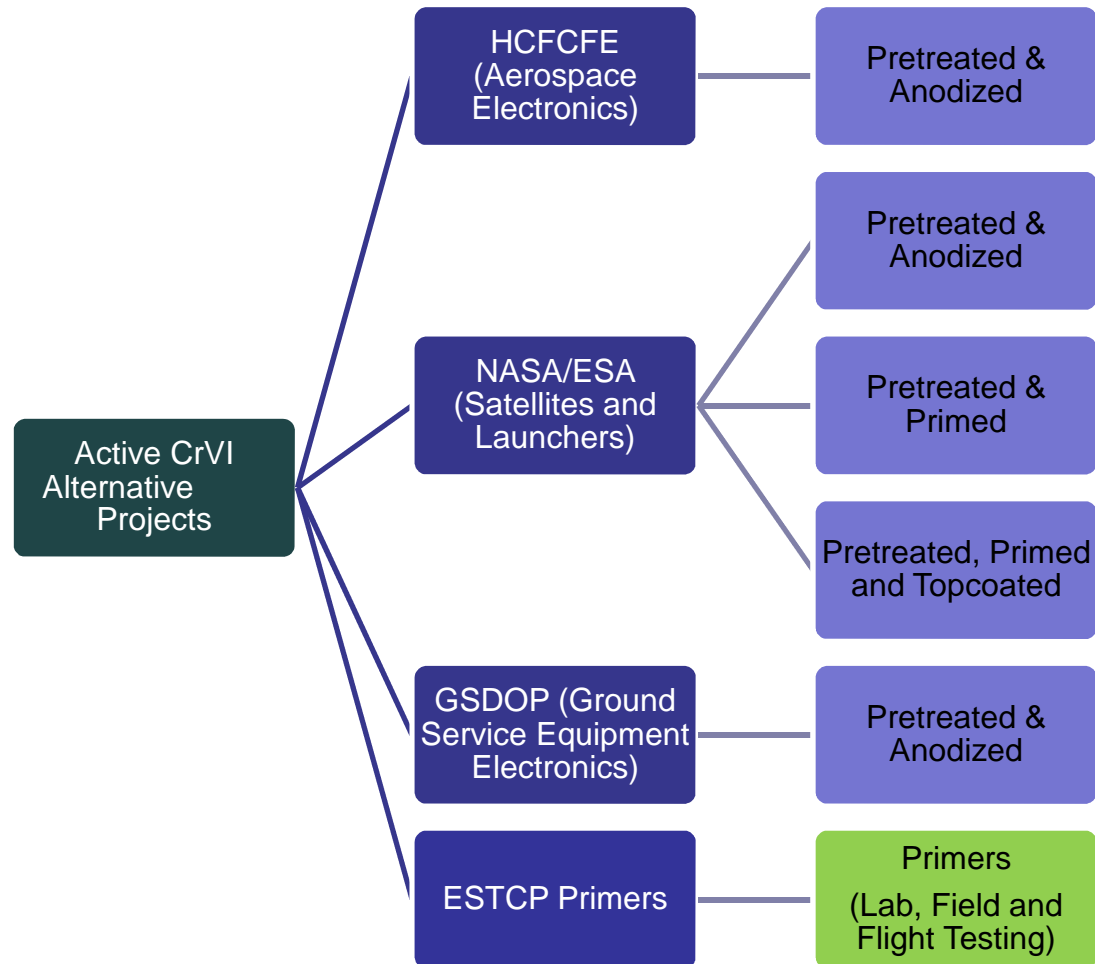 Active CrVI
Alternative
Projects
HCFCFE
(Aerospace
Electronics)
Pretreated &
Anodized
NASA/ESA
(Satellites and
Launchers)
Pretreated &
Anodized
Pretreated &
Primed
Pretreated, Primed
and Topcoated
GSDOP (Ground
Service Equipment
Electronics)
Pretreated &
Anodized
ESTCP Primers
Primers
(Lab, Field and
Flight Testing)